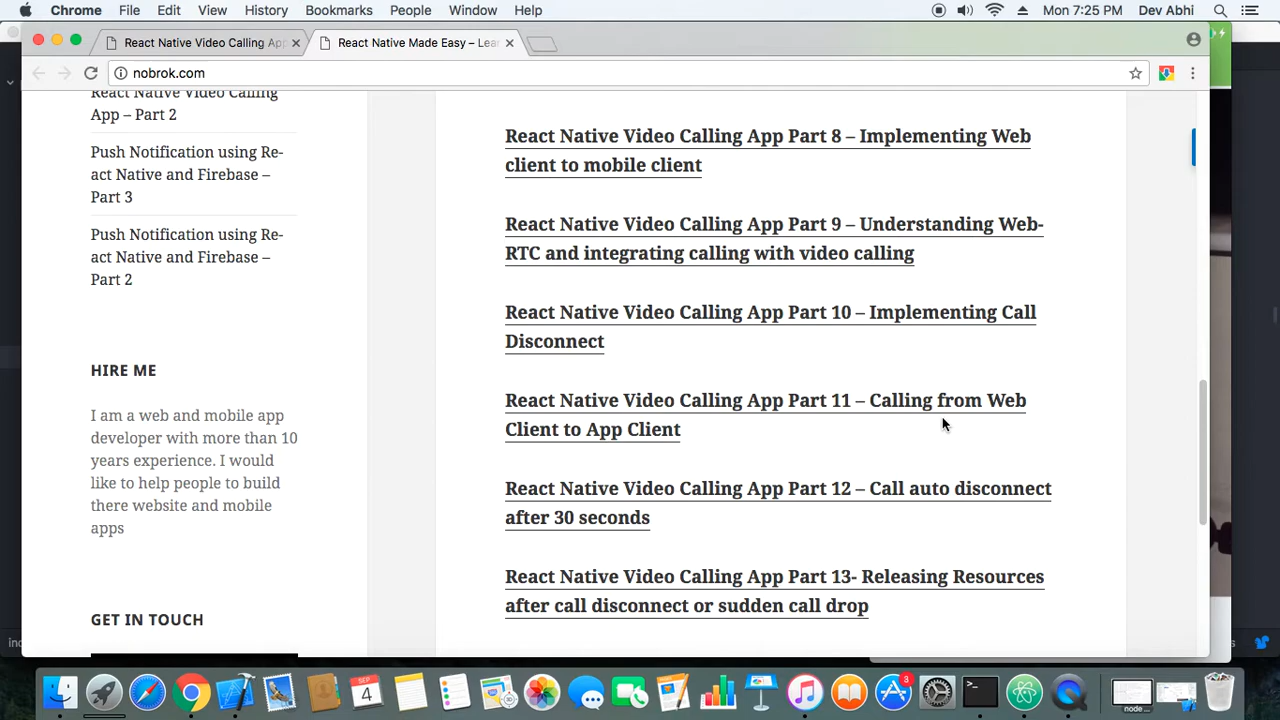 Chrome File Edit View History Bookmarks People Window Help Mon 7:25 PM Dev Abhi
React Native Video Calling Ap
React Native Made Easy – Lea
nobrok.com
React Native Video Calling
App – Part 2
Push Notification using Re-
act Native and Firebase –
Part 3
Push Notification using Re-
act Native and Firebase –
Part 2
HIRE ME
I am a web and mobile app
developer with more than 10
years experience. I would
like to help people to build
there website and mobile
apps
GET IN TOUCH
React Native Video Calling App Part 8 – Implementing Web
client to mobile client
React Native Video Calling App Part 9 – Understanding Web-
RTC and integrating calling with video calling
React Native Video Calling App Part 10 – Implementing Call
Disconnect
React Native Video Calling App Part 11 – Calling from Web
Client to App Client
React Native Video Calling App Part 12 – Call auto disconnect
after 30 seconds
React Native Video Calling App Part 13- Releasing Resources
after call disconnect or sudden call drop
SEP
4
3
node ...